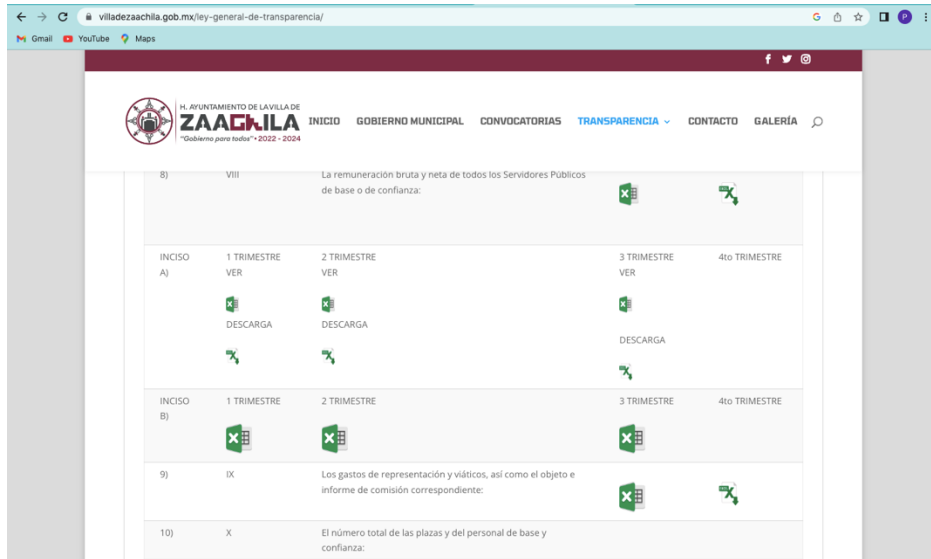 villadezaachila.gob.mx/ley-general-de-transparencia/
G
P
Gmail YouTube Maps
H. AYUNTAMIENTO DE LA VILLA DE
ZAACHILA
"Gobierno para todos" • 2022 - 2024
INICIO GOBIERNO MUNICIPAL CONVOCATORIAS TRANSPARENCIA CONTACTO GALERÍA
8) VIII La remuneración bruta y neta de todos los Servidores Públicos
de base o de confianza:
INCISO 1 TRIMESTRE 2 TRIMESTRE 3 TRIMESTRE 4to TRIMESTRE
A) VER VER VER
DESCARGA DESCARGA
DESCARGA
INCISO 1 TRIMESTRE 2 TRIMESTRE 3 TRIMESTRE 4to TRIMESTRE
B)
9) IX Los gastos de representación y viáticos, así como el objeto e
informe de comisión correspondiente:
10) X El número total de las plazas y del personal de base y
confianza: